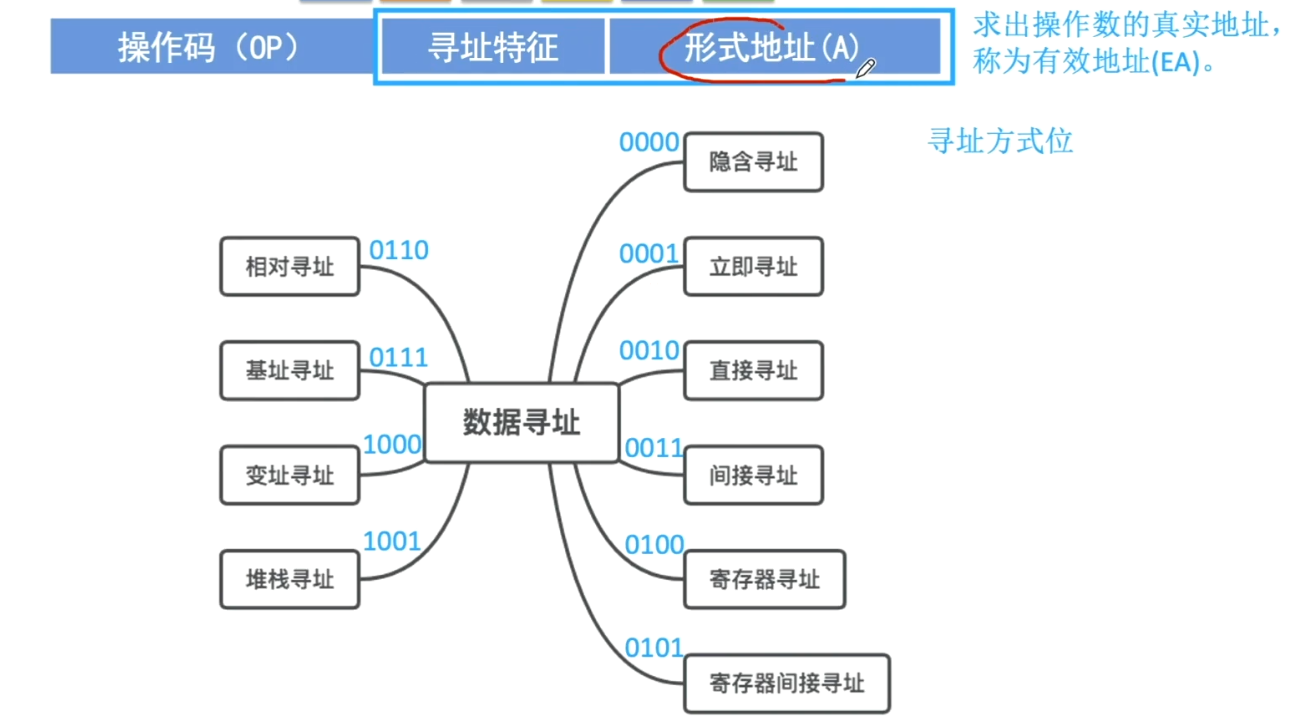 操作码（OP）
寻址特征
形式地址(A)
求出操作数的真实地址，
称为有效地址(EA)。
寻址方式位
0000
隐含寻址
0001
立即寻址
0010
直接寻址
0011
间接寻址
0100
寄存器寻址
0101
寄存器间接寻址
数据寻址
0110
相对寻址
0111
基址寻址
1000
变址寻址
1001
堆栈寻址